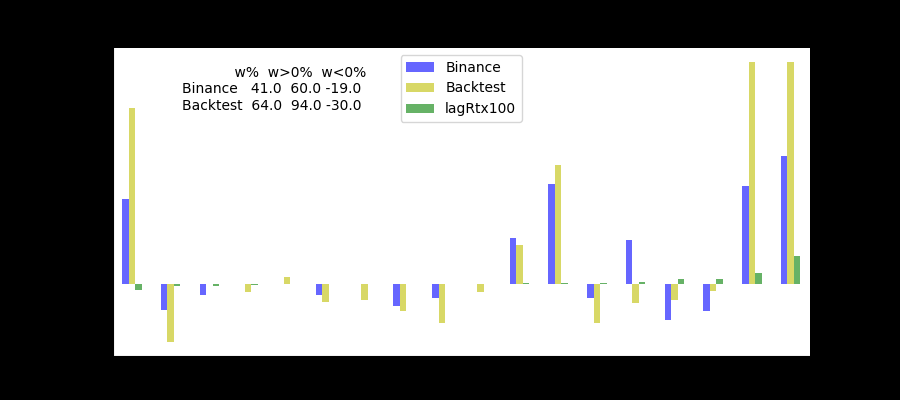 w%  w>0%  w<0%
Binance   41.0  60.0 -19.0
Backtest  64.0  94.0 -30.0
Binance
Backtest
lagRtx100